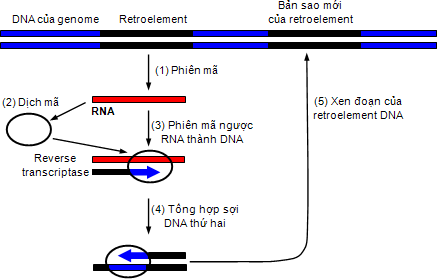 DNA của genome
Retroelement
Bản sao mới
của retroelement
(1) Phiên mã
(2) Dịch mã
RNA
(3) Phiên mã ngược
RNA thành DNA
(5) Xen đoạn của
retroelement DNA
Reverse
transcriptase
(4) Tổng hợp sợi
DNA thứ hai